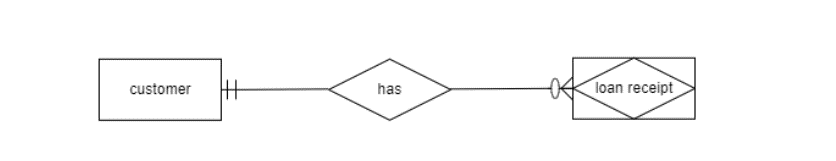 customer
has
loan receipt